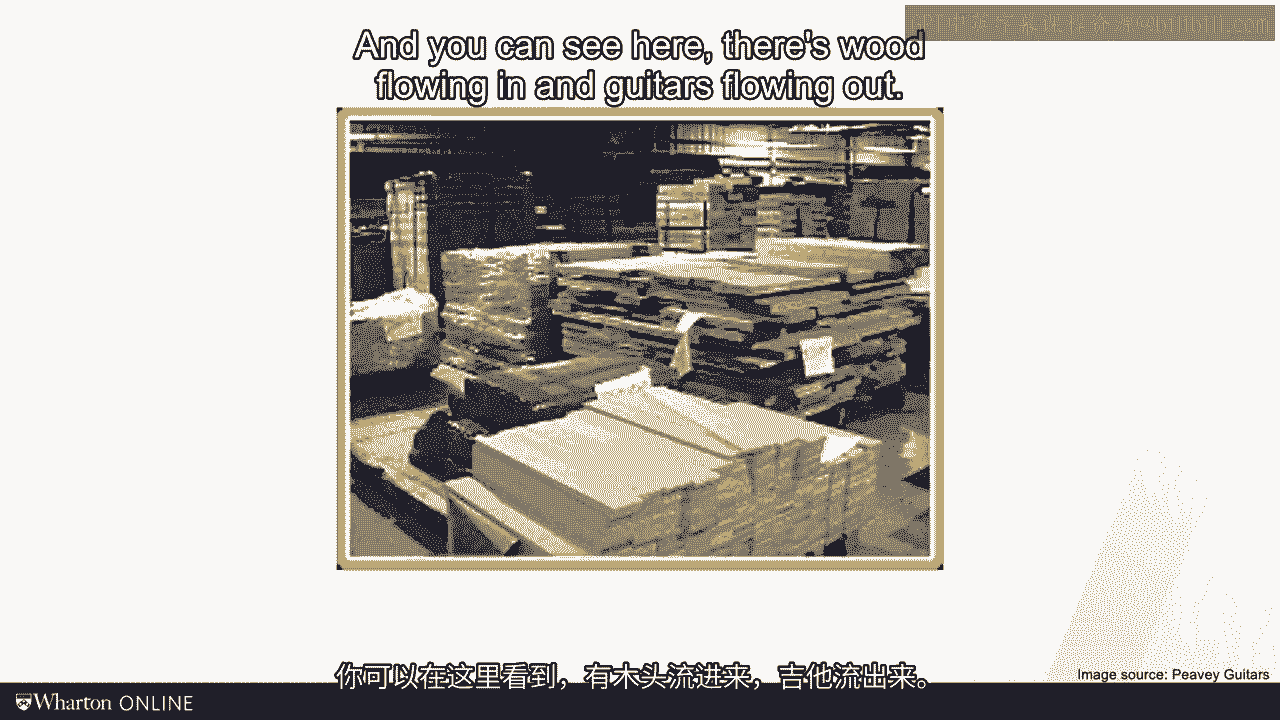 And you can see here, there's wood
flowing in and guitars flowing out.
你可以在这里看到，有木头流进来，吉他流出来。
Image source: Peavey Guitars
Wharton ONLINE